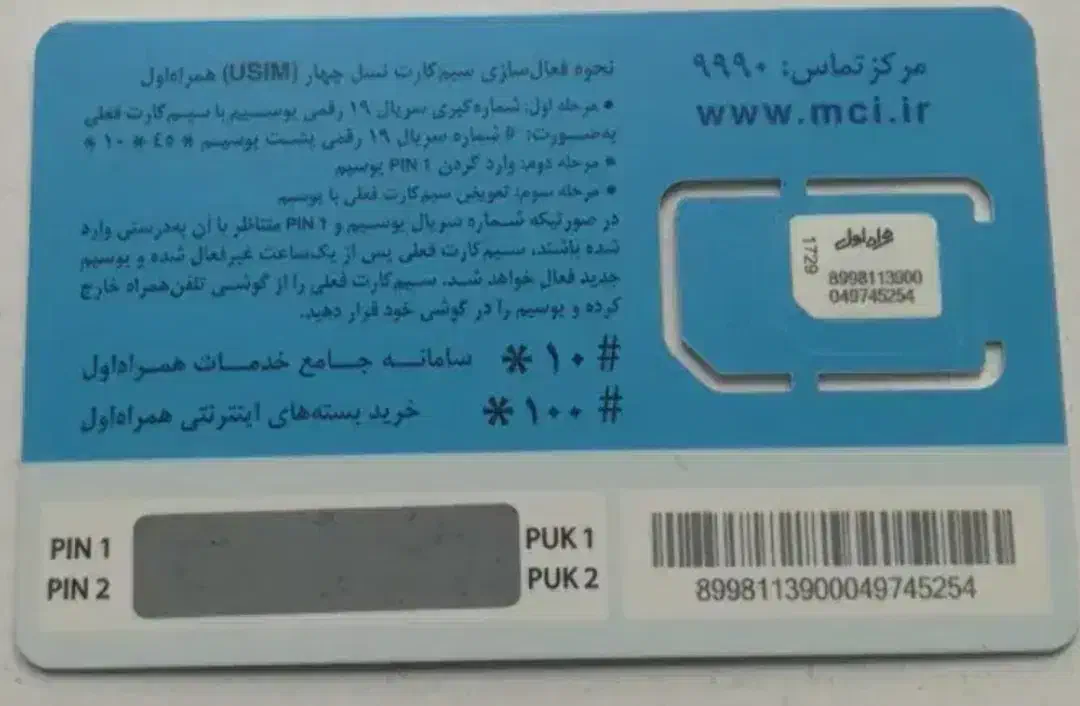 مرکز تماس: ۹۹۹۰
www.mci.ir
نحوه فعال‌سازی سیم‌کارت نسل چهار (USIM) همراه‌اول
• مرحله اول: شماره‌گیری سریال ۱۹ رقمی یوسیم با سیم‌کارت فعلی
به‌صورت: # شماره سریال ۱۹ رقمی پشت یوسیم * ٤٥ * ۱۰ *
• مرحله دوم: وارد کردن PIN 1 یوسیم
• مرحله سوم: تعویض سیم‌کارت فعلی با یوسیم
در صورتیکه شماره سریال یوسیم و PIN 1 متناظر با آن به‌درستی وارد
شده باشند، سیم‌کارت فعلی پس از یک‌ساعت غیرفعال شده و یوسیم
جدید فعال خواهد شد. سیم‌کارت فعلی را از گوشی تلفن‌همراه خارج
کرده و یوسیم را در گوشی خود قرار دهید.
# ۱۰ * سامانه جامع خدمات همراه‌اول
# ۱۰۰ * خرید بسته‌های اینترنتی همراه‌اول
همراه اول
1729
8998113900
049745254
PIN 1
PIN 2
PUK 1
PUK 2
8998113900049745254